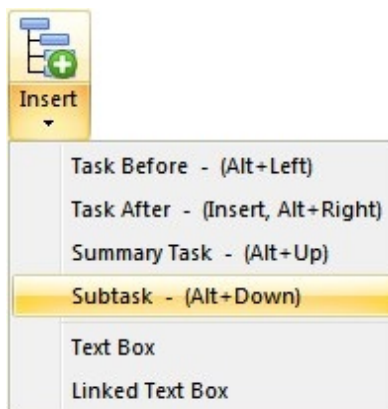 Insert
Task Before - (Alt+Left)
Task After - (Insert, Alt+Right)
Summary Task - (Alt+Up)
Subtask - (Alt+Down)
Text Box
Linked Text Box